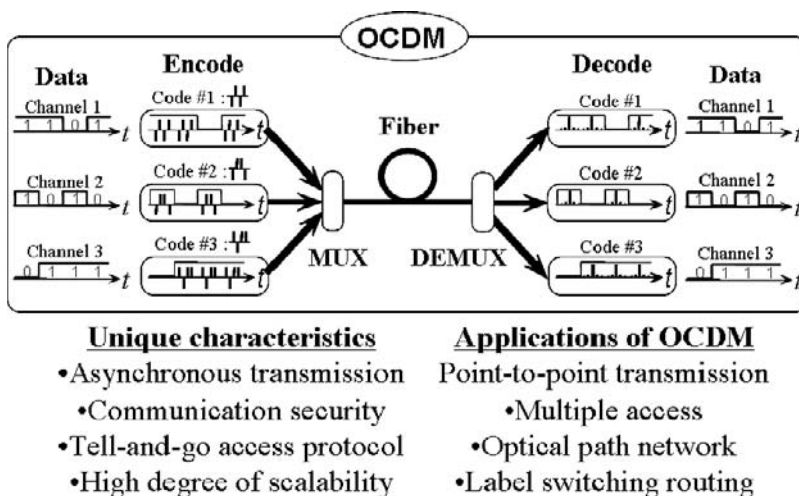 OCDM
Data Encode Decode Data
Channel 1 Code #1 : Code #1 Channel 1
1 1 0 1 t t Fiber t 1 1 0 1 t
Channel 2 Code #2 : Code #2 Channel 2
1 0 1 0 t t t 1 0 1 0 t
Channel 3 Code #3 : MUX DEMUX Code #3 Channel 3
0 1 1 1 t t t 0 1 1 1 t
Unique characteristics
•Asynchronous transmission
•Communication security
•Tell-and-go access protocol
•High degree of scalability
Applications of OCDM
Point-to-point transmission
•Multiple access
•Optical path network
•Label switching routing